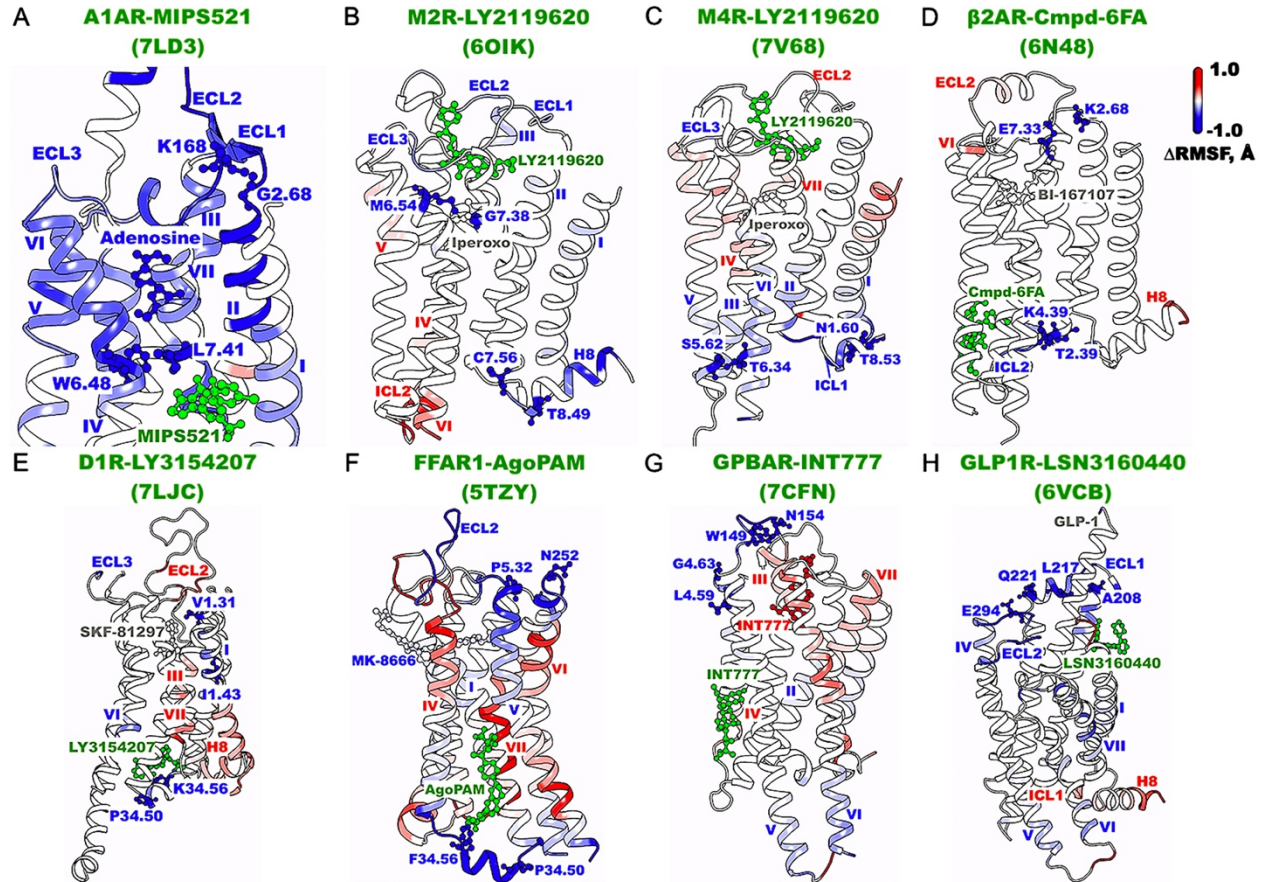 A
A1AR-MIPS521
(7LD3)
ECL2
ECL1
K168
ECL3
G2.68
III
VI
Adenosine
VII
V
II
L7.41
I
W6.48
IV
MIPS521
B
M2R-LY2119620
(6OIK)
ECL2
ECL1
III
ECL3
LY2119620
II
M6.54
G7.38
I
Iperoxo
V
IV
C7.56
H8
ICL2
VI
T8.49
C
M4R-LY2119620
(7V68)
ECL2
ECL3
LY2119620
VII
Iperoxo
IV
VI
II
I
V
III
N1.60
S5.62
T8.53
T6.34
ICL1
D
β2AR-Cmpd-6FA
(6N48)
ECL2
K2.68
E7.33
VI
BI-167107
Cmpd-6FA
H8
K4.39
ICL2
T2.39
1.0
-1.0
ΔRMSF, Å
E
D1R-LY3154207
(7LJC)
ECL3
ECL2
V1.31
SKF-81297
I
III
I1.43
VI
VII
LY3154207
H8
K34.56
P34.50
F
FFAR1-AgoPAM
(5TZY)
ECL2
N252
P5.32
MK-8666
VI
I
IV
V
VII
AgoPAM
F34.56
P34.50
G
GPBAR-INT777
(7CFN)
N154
W149
G4.63
III
VII
L4.59
INT777
INT777
II
IV
V
VI
H
GLP1R-LSN3160440
(6VCB)
GLP-1
ECL1
L217
Q221
A208
E294
IV
ECL2
LSN3160440
I
VII
ICL1
H8
V
VI